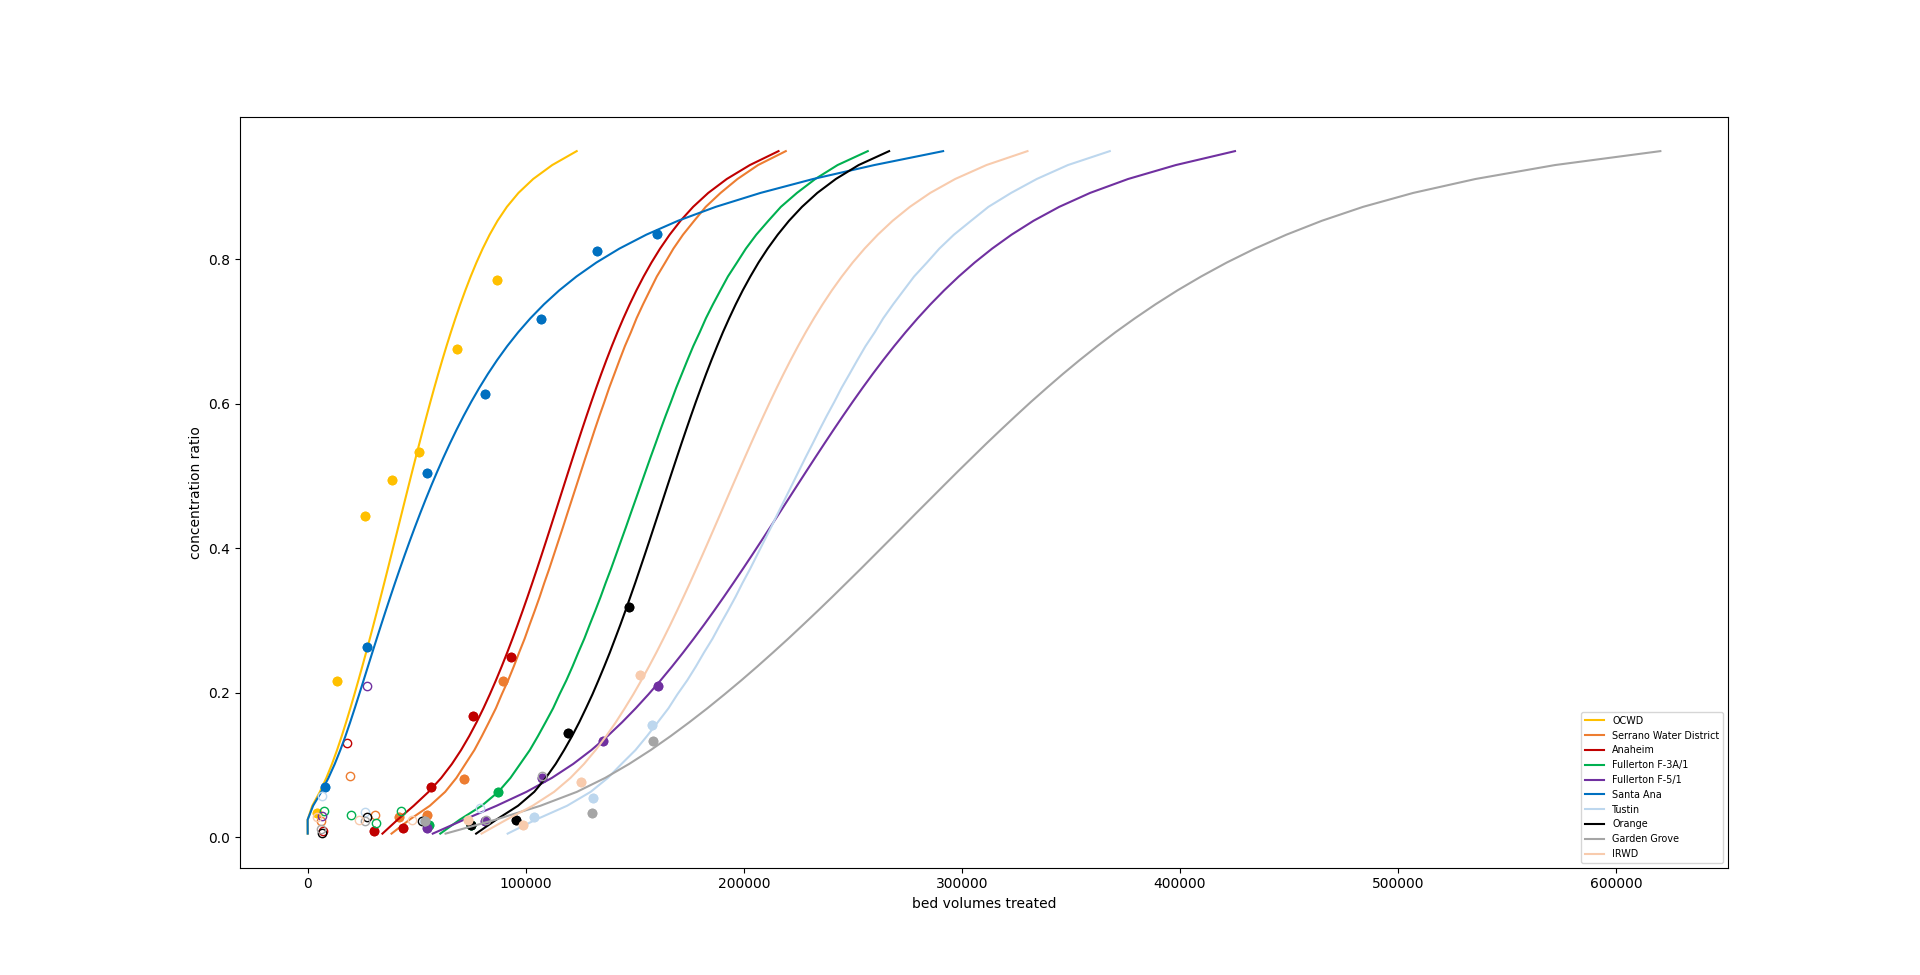 concentration ratio
0.8
0.6
0.4
0.2
0.0
0 100000 200000 300000 400000 500000 600000
bed volumes treated
OCWD
Serrano Water District
Anaheim
Fullerton F-3A/1
Fullerton F-5/1
Santa Ana
Tustin
Orange
Garden Grove
IRWD